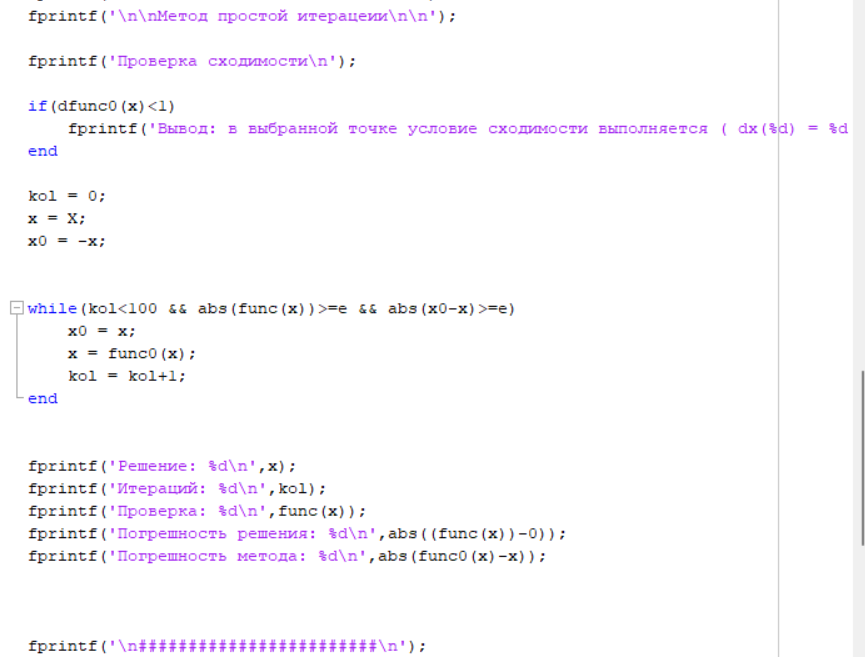 fprintf('\n\nМетод простой итерацеии\n\n');
fprintf('Проверка сходимости\n');
if(dfunc0(x)<1)
fprintf('Вывод: в выбранной точке условие сходимости выполняется ( dx(%d) = %d
end
kol = 0;
x = X;
x0 = -x;
while(kol<100 && abs(func(x))>=e && abs(x0-x)>=e)
x0 = x;
x = func0(x);
kol = kol+1;
end
fprintf('Решение: %d\n',x);
fprintf('Итераций: %d\n',kol);
fprintf('Проверка: %d\n',func(x));
fprintf('Погрешность решения: %d\n',abs((func(x))-0));
fprintf('Погрешность метода: %d\n',abs(func0(x)-x));
fprintf('\n########################\n');